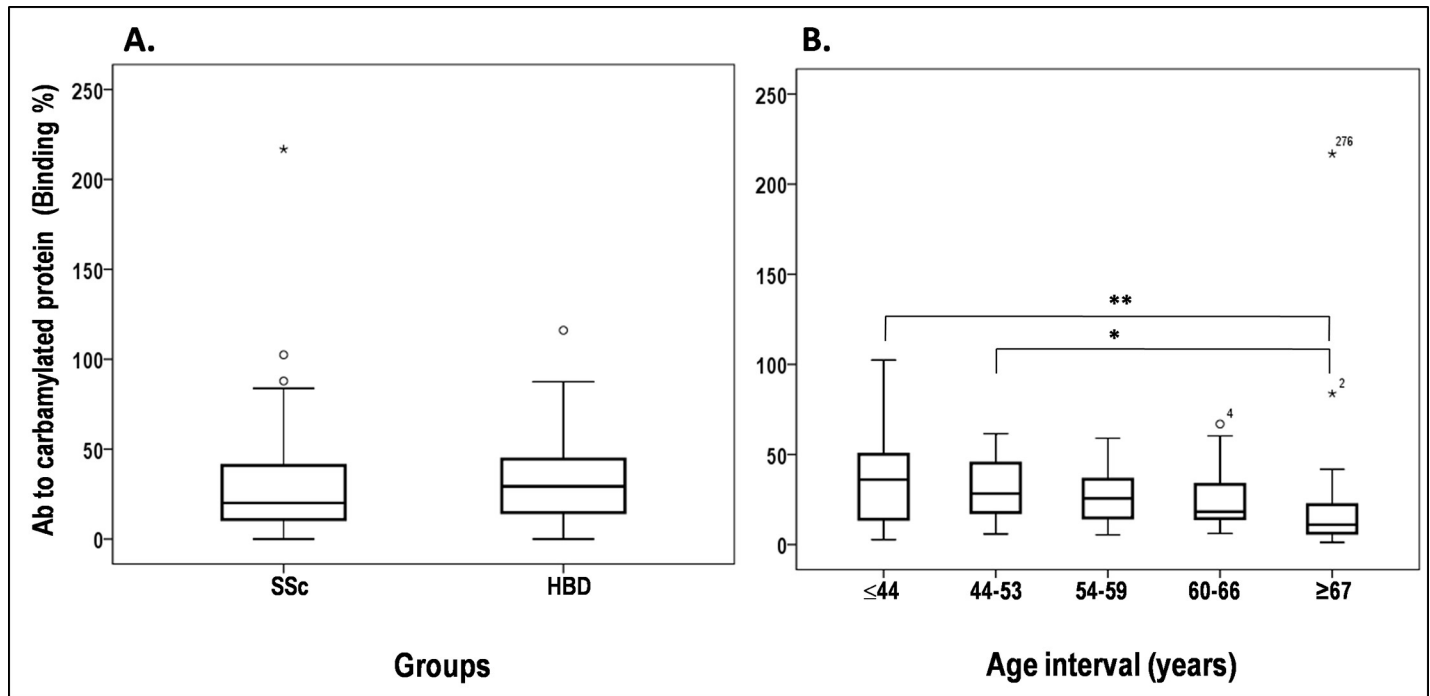 A.
Ab to carbamylated protein (Binding %)
250
200
150
100
50
0
SSc HBD
Groups
B.
250
200
150
100
50
0
*276
**
*
*2
4
≤44 44-53 54-59 60-66 ≥67
Age interval (years)